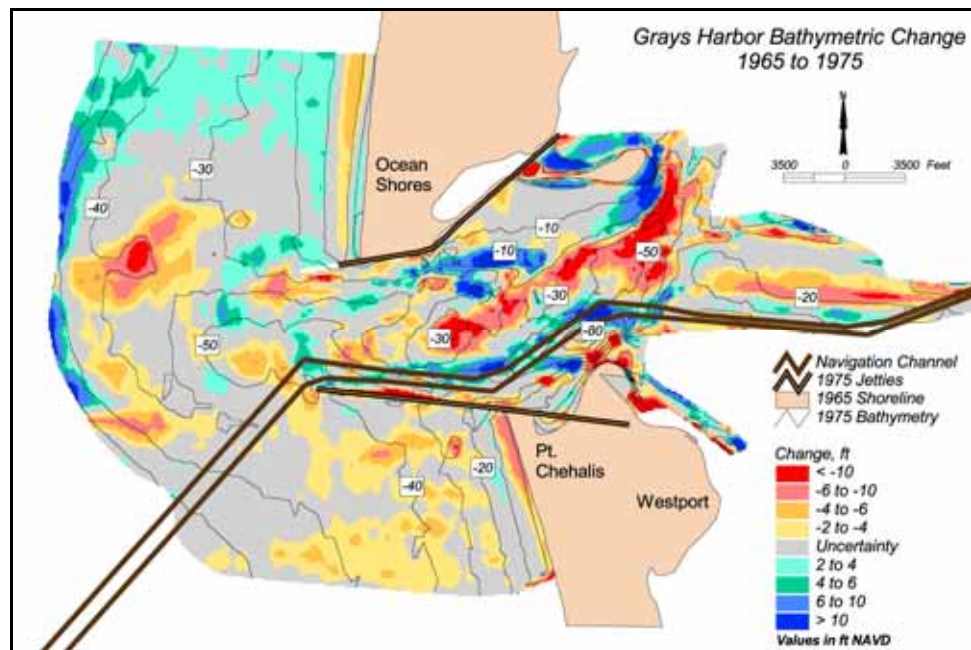 Grays Harbor Bathymetric Change
1965 to 1975
N
3500 0 3500 Feet
Ocean
Shores
-30
-40
-10
-10
-50
-30
-20
-30
-80
-50
Pt.
Chehalis
-20
-40
Westport
Navigation Channel
1975 Jetties
1965 Shoreline
1975 Bathymetry
Change, ft
< -10
-6 to -10
-4 to -6
-2 to -4
Uncertainty
2 to 4
4 to 6
6 to 10
> 10
Values in ft NAVD